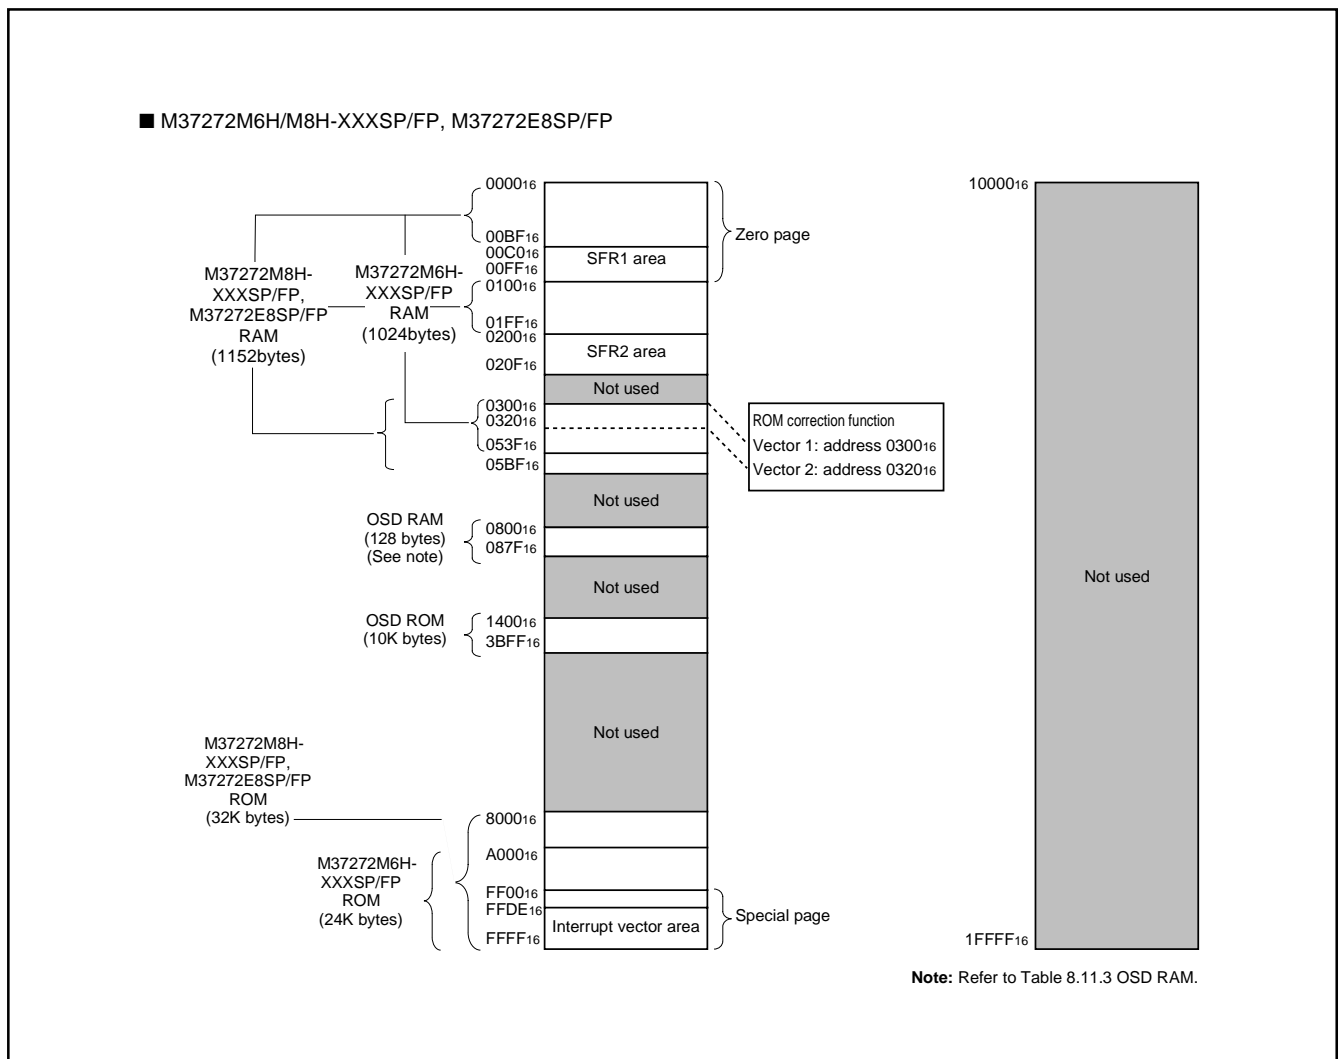 ■ M37272M6H/M8H-XXXSP/FP, M37272E8SP/FP
M37272M8H-
XXXSP/FP,
M37272E8SP/FP
RAM
(1152bytes)
M37272M6H-
XXXSP/FP
RAM
(1024bytes)
OSD RAM
(128 bytes)
(See note)
OSD ROM
(10K bytes)
M37272M8H-
XXXSP/FP,
M37272E8SP/FP
ROM
(32K bytes)
M37272M6H-
XXXSP/FP
ROM
(24K bytes)
0000₁₆
00BF₁₆
00C0₁₆
00FF₁₆
0100₁₆
01FF₁₆
0200₁₆
020F₁₆
0300₁₆
0320₁₆
053F₁₆
05BF₁₆
0800₁₆
087F₁₆
1400₁₆
3BFF₁₆
8000₁₆
A000₁₆
FF00₁₆
FFDE₁₆
FFFF₁₆
SFR1 area
SFR2 area
Not used
Not used
Not used
Not used
Interrupt vector area
Zero page
ROM correction function
Vector 1: address 0300₁₆
Vector 2: address 0320₁₆
Special page
10000₁₆
Not used
1FFFF₁₆
Note: Refer to Table 8.11.3 OSD RAM.